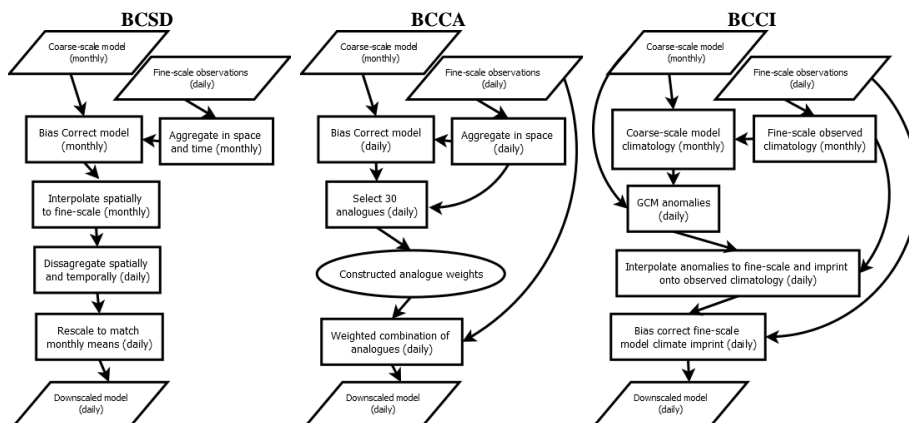 BCSD
Coarse-scale model
(monthly)
Fine-scale observations
(daily)
Bias Correct model
(monthly)
Aggregate in space
and time (monthly)
Interpolate spatially
to fine-scale (monthly)
Dissagregate spatially
and temporally (daily)
Rescale to match
monthly means (daily)
Downscaled model
(daily)
BCCA
Coarse-scale model
(monthly)
Fine-scale observations
(daily)
Bias Correct model
(daily)
Aggregate in space
(daily)
Select 30
analogues (daily)
Constructed analogue weights
Weighted combination of
analogues (daily)
Downscaled model
(daily)
BCCI
Coarse-scale model
(monthly)
Fine-scale observations
(daily)
Coarse-scale model
climatology (monthly)
Fine-scale observed
climatology (monthly)
GCM anomalies
(daily)
Interpolate anomalies to fine-scale and imprint
onto observed climatology (daily)
Bias correct fine-scale
model climate imprint (daily)
Downscaled model
(daily)